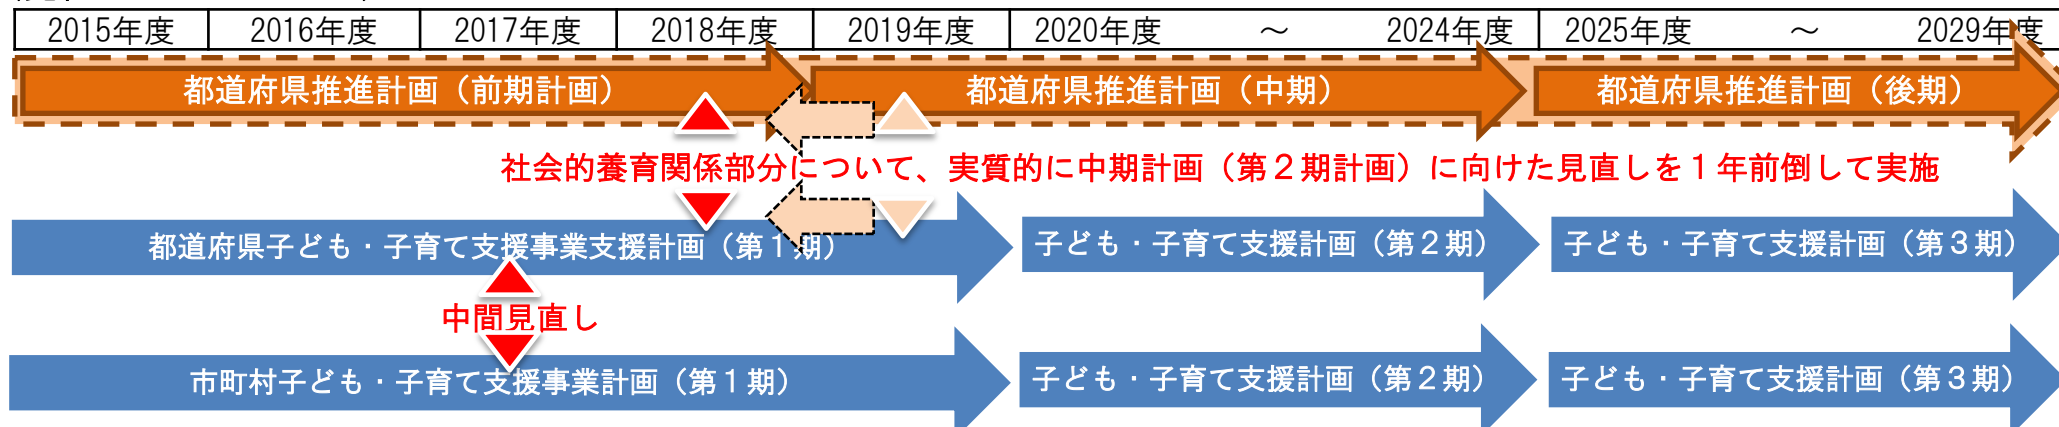 2015年度 2016年度 2017年度 2018年度 2019年度 2020年度 ～ 2024年度 2025年度 ～ 2029年度
都道府県推進計画（前期計画） 都道府県推進計画（中期） 都道府県推進計画（後期）
社会的養育関係部分について、実質的に中期計画（第２期計画）に向けた見直しを１年前倒して実施
都道府県子ども・子育て支援事業支援計画（第１期） 子ども・子育て支援計画（第２期） 子ども・子育て支援計画（第３期）
中間見直し
市町村子ども・子育て支援事業計画（第１期） 子ども・子育て支援計画（第２期） 子ども・子育て支援計画（第３期）